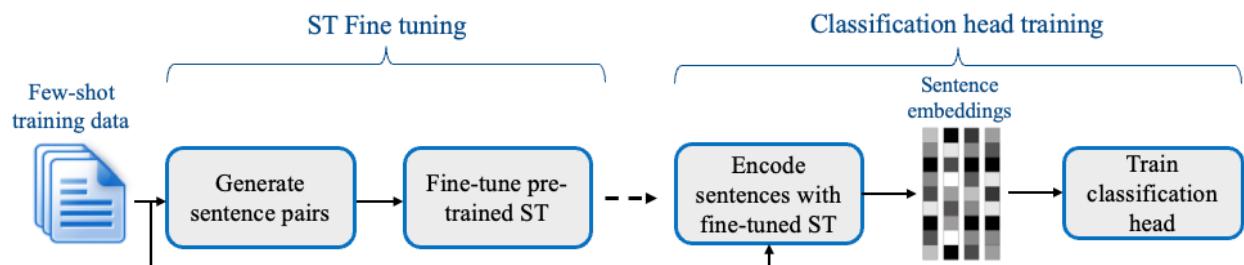 ST Fine tuning
Classification head training
Few-shot
training data
Generate
sentence pairs
Fine-tune pre-
trained ST
Encode
sentences with
fine-tuned ST
Sentence
embeddings
Train
classification
head